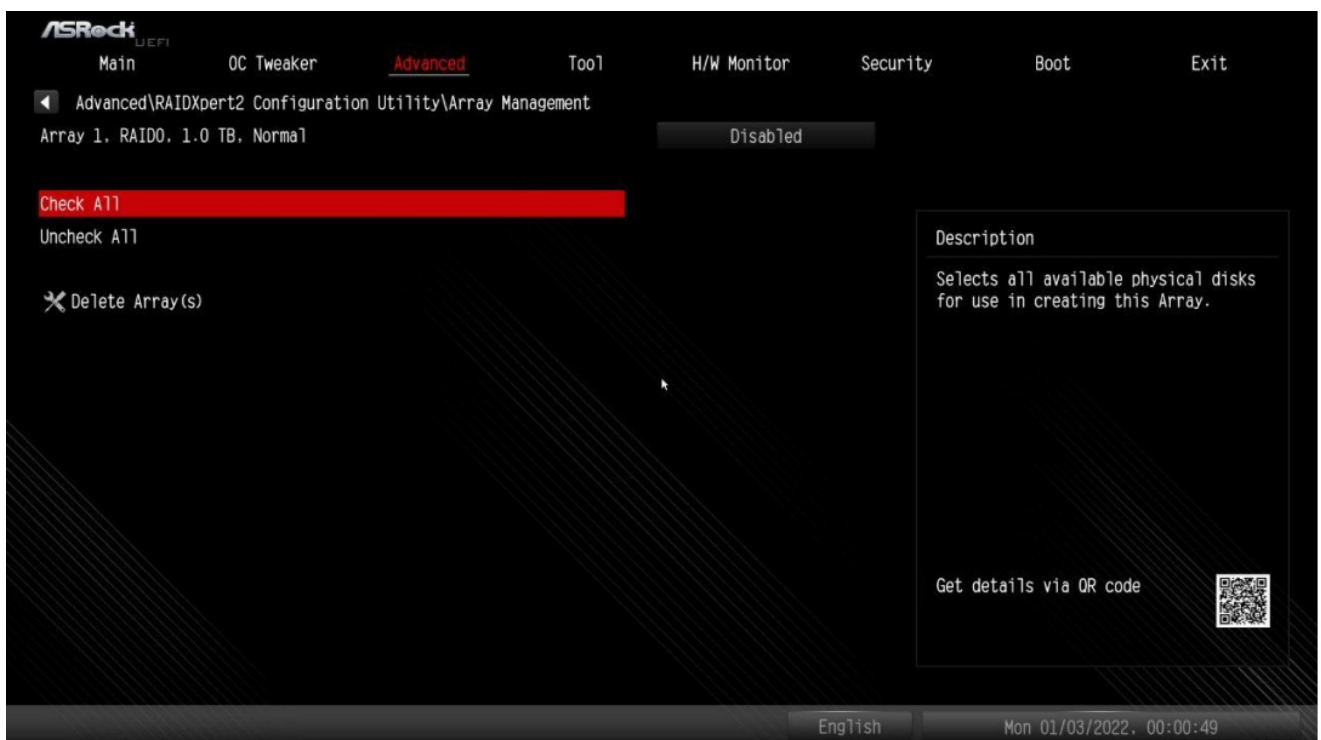 ASRock UEFI
Main OC Tweaker Advanced Tool H/W Monitor Security Boot Exit
Advanced\RAIDXpert2 Configuration Utility\Array Management
Array 1, RAID0, 1.0 TB, Normal Disabled
Check All
Uncheck All
Delete Array(s)
Description
Selects all available physical disks
for use in creating this Array.
Get details via QR code
English Mon 01/03/2022, 00:00:49